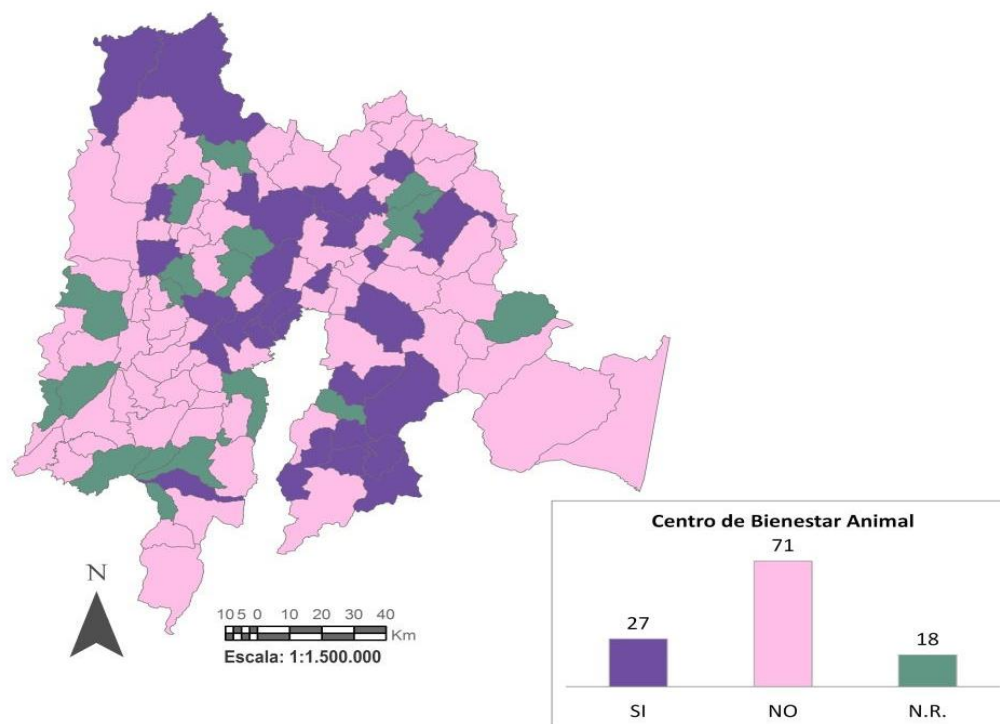 N
10 5 0 10 20 30 40
Km
Escala: 1:1.500.000
Centro de Bienestar Animal
71
27
18
SI NO N.R.